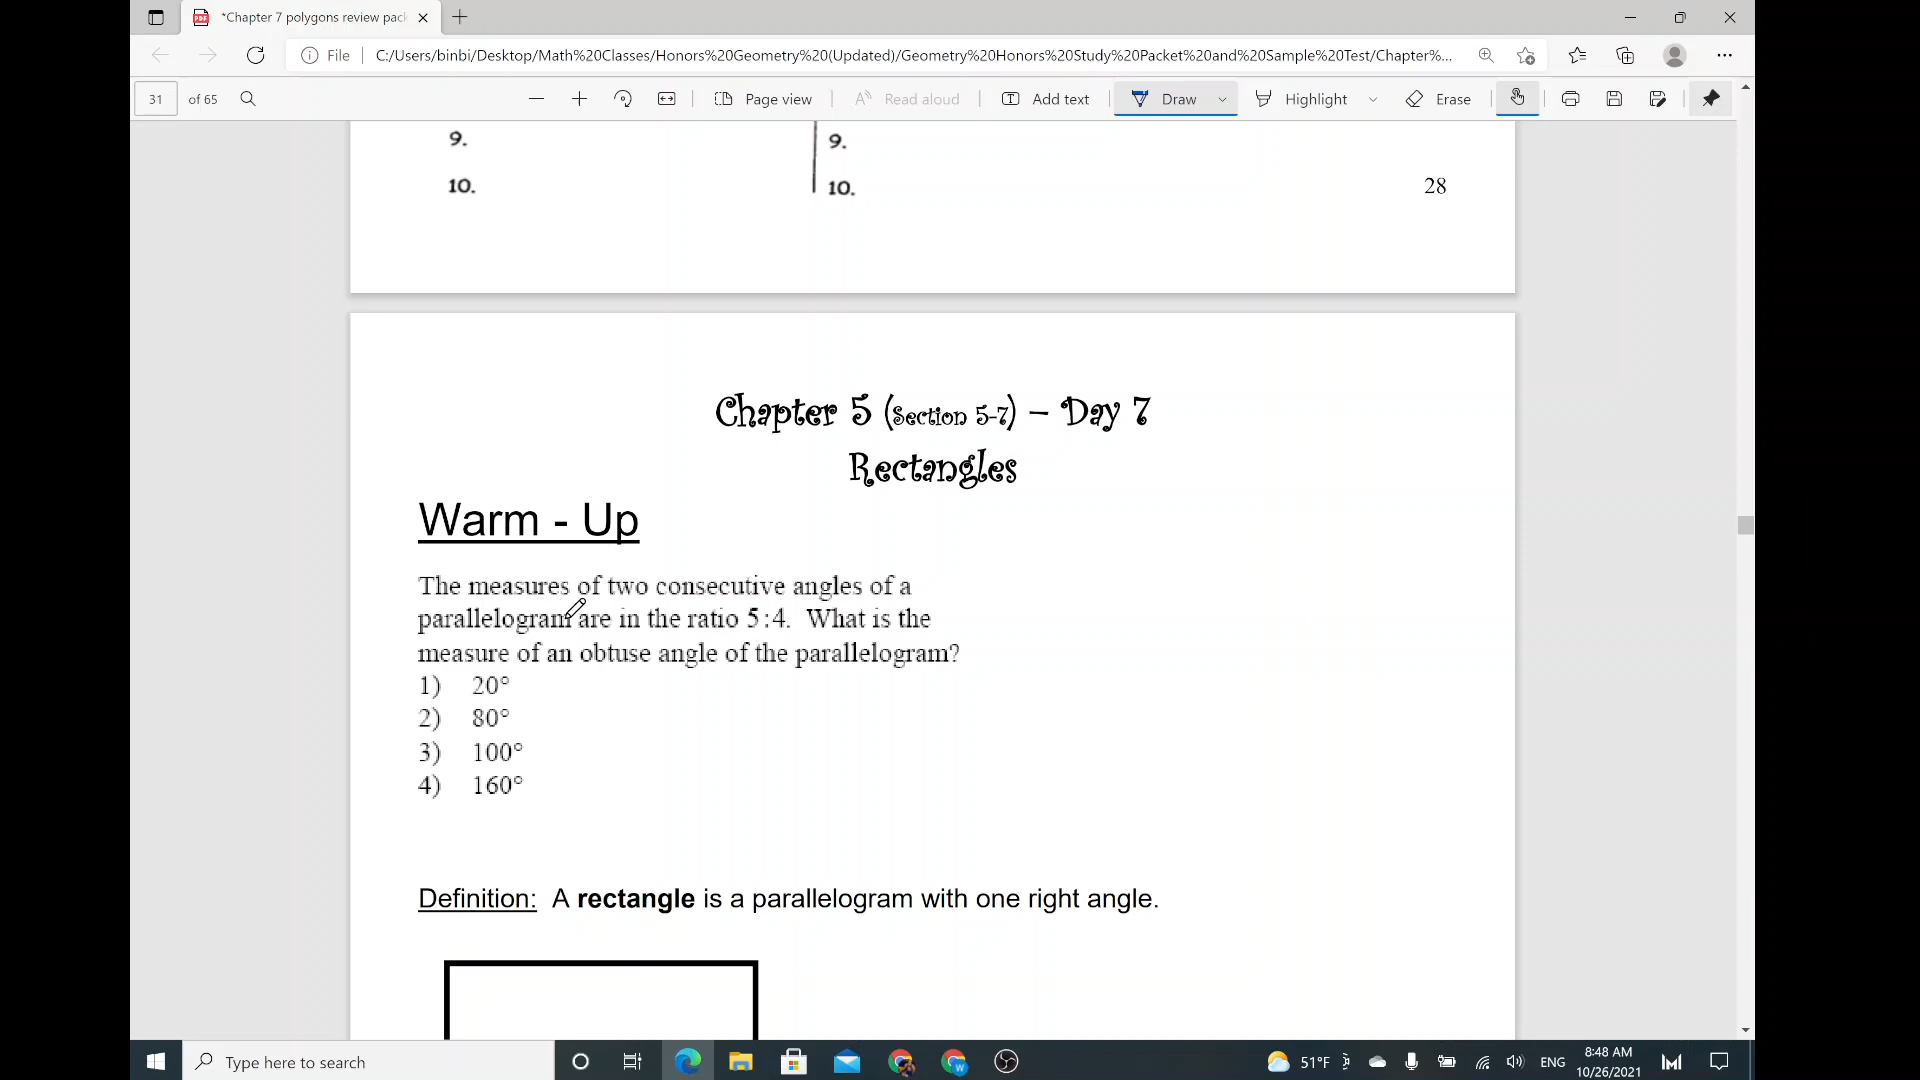 *Chapter 7 polygons review pack
File
C:/Users/binbi/Desktop/Math%20Classes/Honors%20Geometry%20(Updated)/Geometry%20Honors%20Study%20Packet%20and%20Sample%20Test/Chapter%...
31 of 65
Page view
Read aloud
Add text
Draw
Highlight
Erase
9. 9.
10. 10.
28
Chapter 5 (Section 5-7) – Day 7
Rectangles
Warm - Up
The measures of two consecutive angles of a
parallelogram are in the ratio 5:4. What is the
measure of an obtuse angle of the parallelogram?
1) 20°
2) 80°
3) 100°
4) 160°
Definition: A rectangle is a parallelogram with one right angle.
Type here to search
51°F
ENG
8:48 AM
10/26/2021